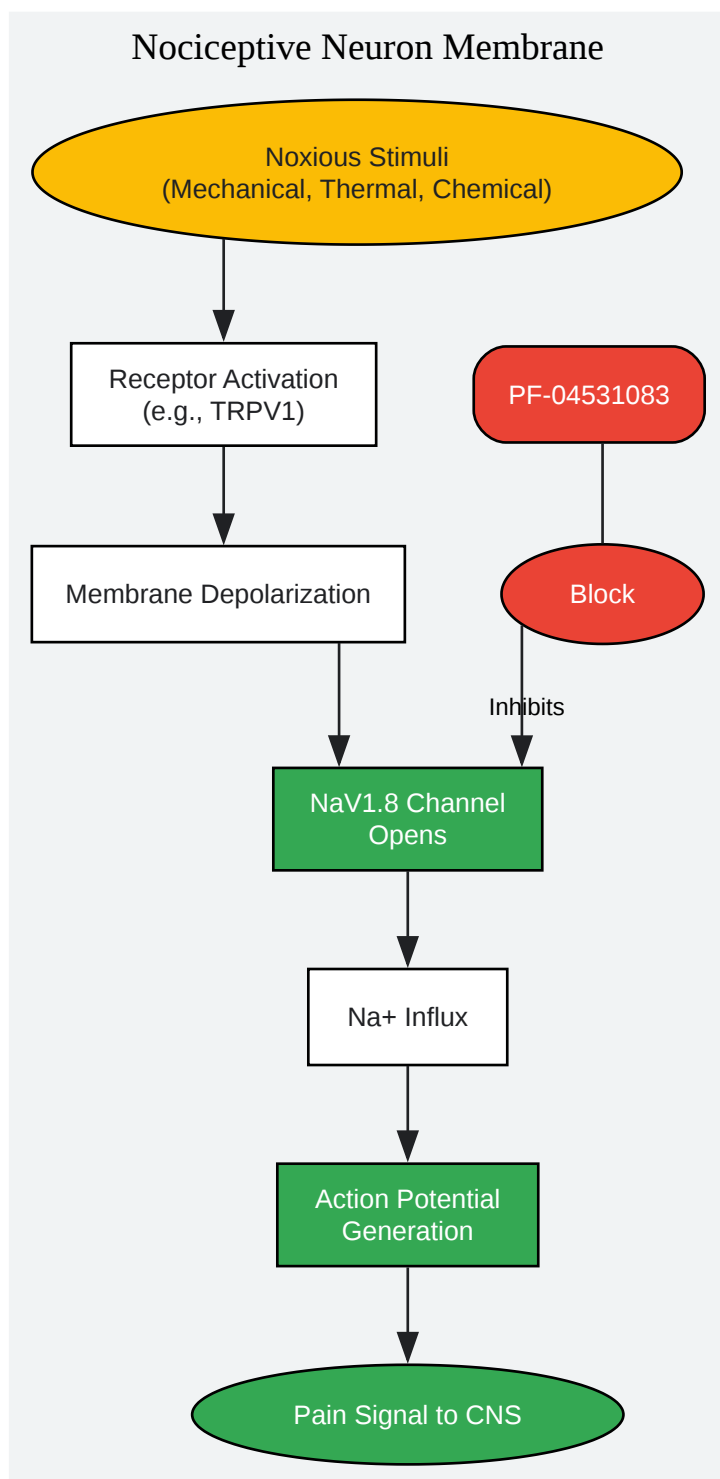 Nociceptive Neuron Membrane
Noxious Stimuli
(Mechanical, Thermal, Chemical)
Receptor Activation
(e.g., TRPV1)
PF-04531083
Membrane Depolarization
Block
Inhibits
NaV1.8 Channel
Opens
Na+ Influx
Action Potential
Generation
Pain Signal to CNS